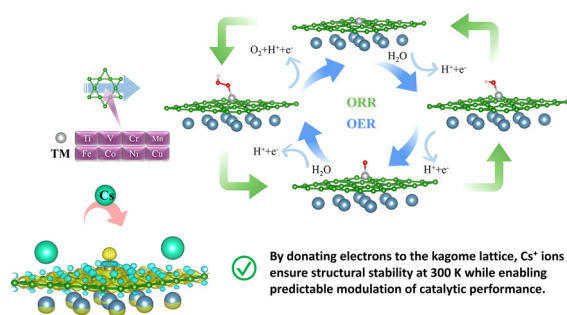 O₂+H⁺+e⁻
H₂O
H⁺+e⁻
ORR
OER
H⁺+e⁻
H₂O
H⁺+e⁻
TM
Ti V Cr Mn
Fe Co Ni Cu
Cs
By donating electrons to the kagome lattice, Cs⁺ ions
ensure structural stability at 300 K while enabling
predictable modulation of catalytic performance.